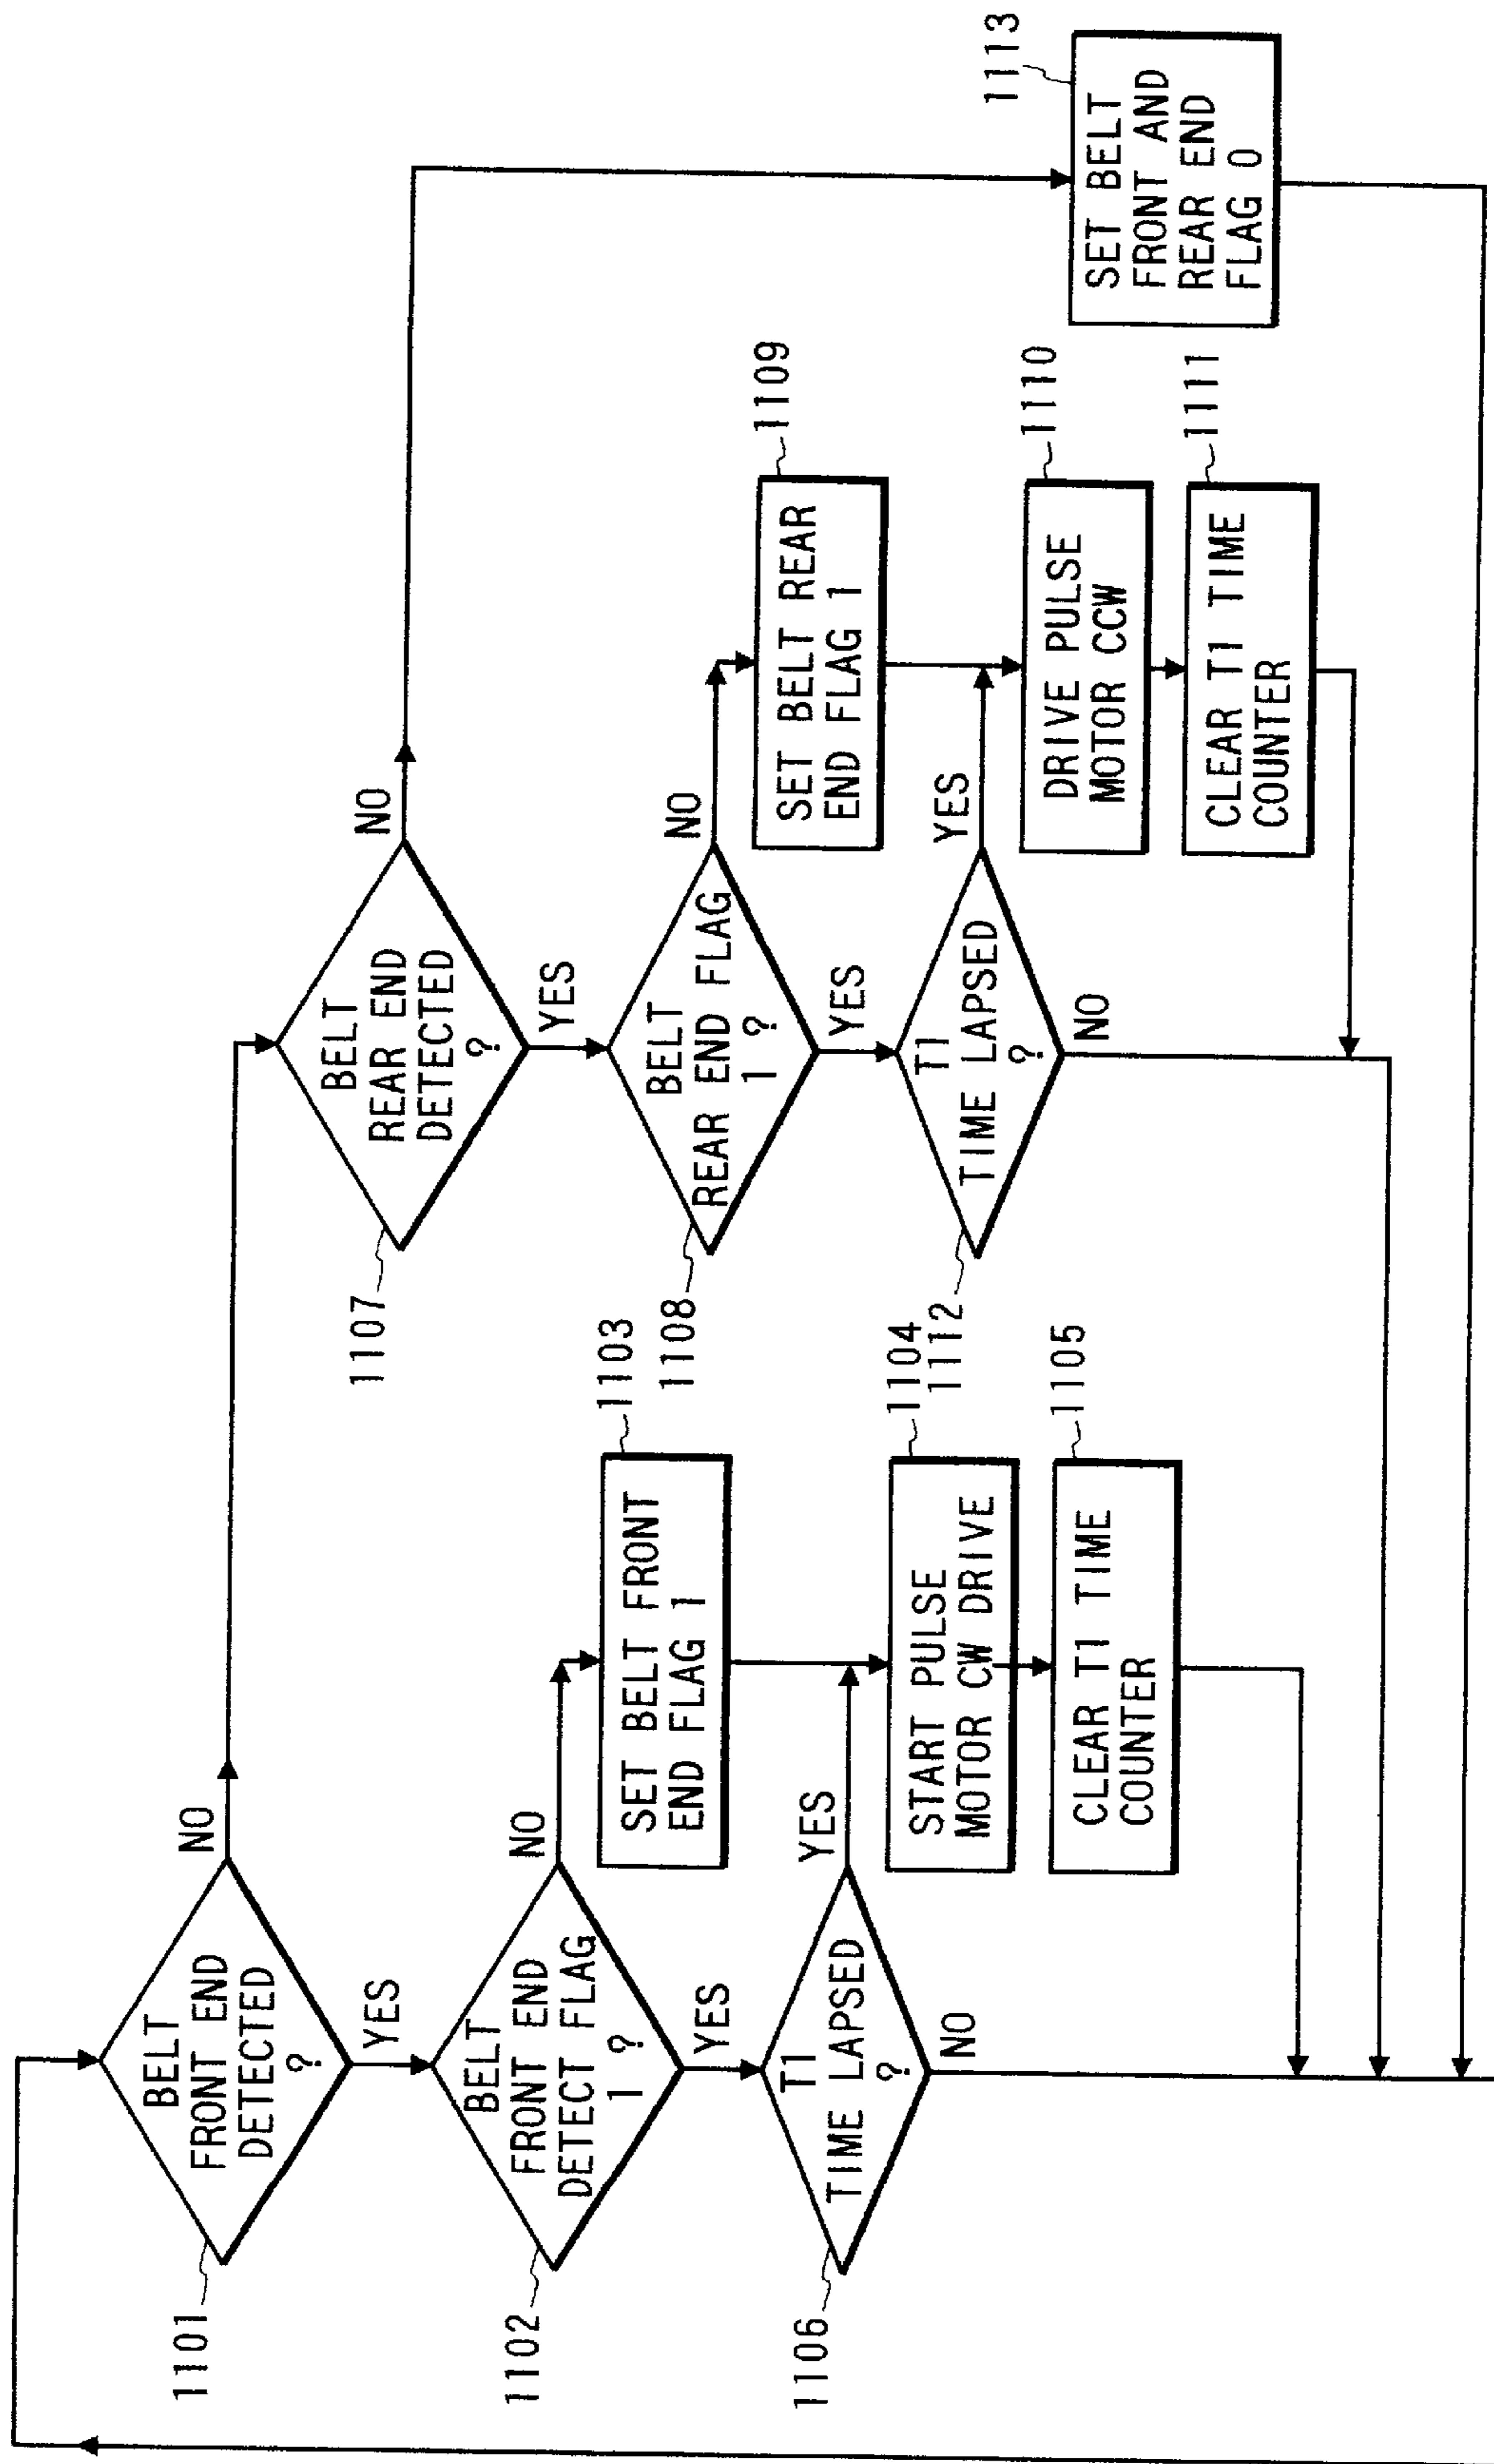 1101
BELT
FRONT END
DETECTED
?
NO
YES
1102
BELT
FRONT END
DETECT FLAG
1 ?
NO
YES
1103
SET BELT FRONT
END FLAG 1
1106
T1
TIME LAPSED
?
YES
NO
1104
START PULSE
MOTOR CW DRIVE
1105
CLEAR T1 TIME
COUNTER
1107
BELT
REAR END
DETECTED
?
NO
YES
1108
BELT
REAR END FLAG
1 ?
NO
YES
1109
SET BELT REAR
END FLAG 1
1112
T1
TIME LAPSED
?
YES
NO
1110
DRIVE PULSE
MOTOR CCW
1111
CLEAR T1 TIME
COUNTER
1113
SET BELT
FRONT AND
REAR END
FLAG 0